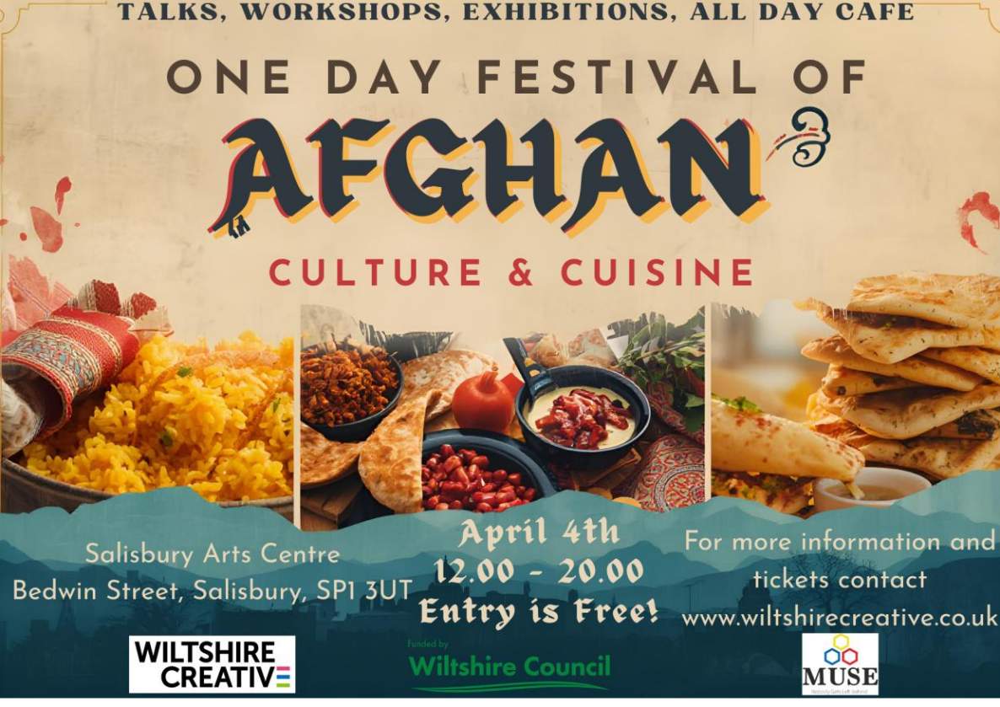 TALKS, WORKSHOPS, EXHIBITIONS, ALL DAY CAFE
ONE DAY FESTIVAL OF
AFGHAN
CULTURE & CUISINE
Salisbury Arts Centre
Bedwin Street, Salisbury, SP1 3UT
April 4th
12.00 - 20.00
Entry is Free!
For more information and
tickets contact
www.wiltshirecreative.co.uk
WILTSHIRE
CREATIVE
Funded by
Wiltshire Council
MUSE
Nobody Gets Left Behind